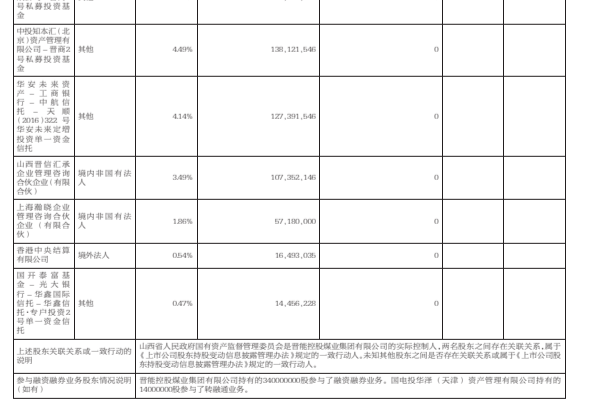 号私募投资基
金
中投知本汇(北
京)资产管理有
限公司－晋商2
号私募投资基
金
其他
4.49%
138,121,546
0
华安未来资
产－工商银
行－中航信
托－天顺
(2016)322号
华安未来定增
投资单一资金
信托
其他
4.14%
127,391,546
0
山西晋信汇承
企业管理咨询
合伙企业(有限
合伙)
境内非国有法
人
3.49%
107,352,146
0
上海瀚晓企业
管理咨询合伙
企业（有限合
伙）
境内非国有法
人
1.86%
57,180,000
0
香港中央结算
有限公司
境外法人
0.54%
16,493,035
0
国开泰富基
金－光大银
行－华鑫国际
信托－华鑫信
托·专户投资2
号单一资金信
托
其他
0.47%
14,456,228
0
上述股东关联关系或一致行动的
说明
山西省人民政府国有资产监督管理委员会是晋能控股煤业集团有限公司的实际控制人，两名股东之间存在关联关系，属于
《上市公司股东持股变动信息披露管理办法》规定的一致行动人。未知其他股东之间是否存在关联关系或属于《上市公司股
东持股变动信息披露管理办法》规定的一致行动人。
参与融资融券业务股东情况说明
（如有）
晋能控股煤业集团有限公司持有的340000000股参与了融资融券业务。国电投华泽（天津）资产管理有限公司持有的
14000000股参与了转融通业务。